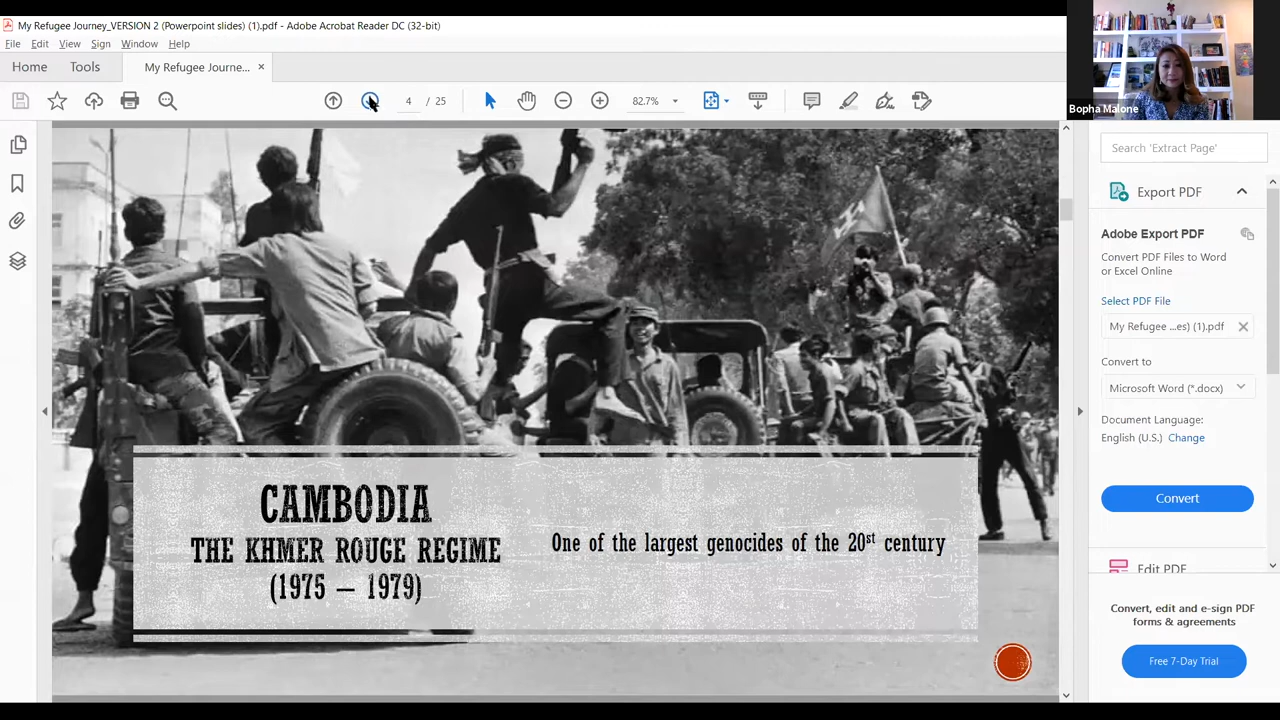 My Refugee Journey_VERSION 2 (Powerpoint slides) (1).pdf - Adobe Acrobat Reader DC (32-bit)
File Edit View Sign Window Help
Home Tools My Refugee Journe... ×
4 / 25 82.7%
Bopha Malone
CAMBODIA
THE KHMER ROUGE REGIME
(1975 – 1979)
One of the largest genocides of the 20st century
Search 'Extract Page'
Export PDF
Adobe Export PDF
Convert PDF Files to Word
or Excel Online
Select PDF File
My Refugee ...es) (1).pdf
Convert to
Microsoft Word (*.docx)
Document Language:
English (U.S.) Change
Convert
Edit PDF
Convert, edit and e-sign PDF
forms & agreements
Free 7-Day Trial